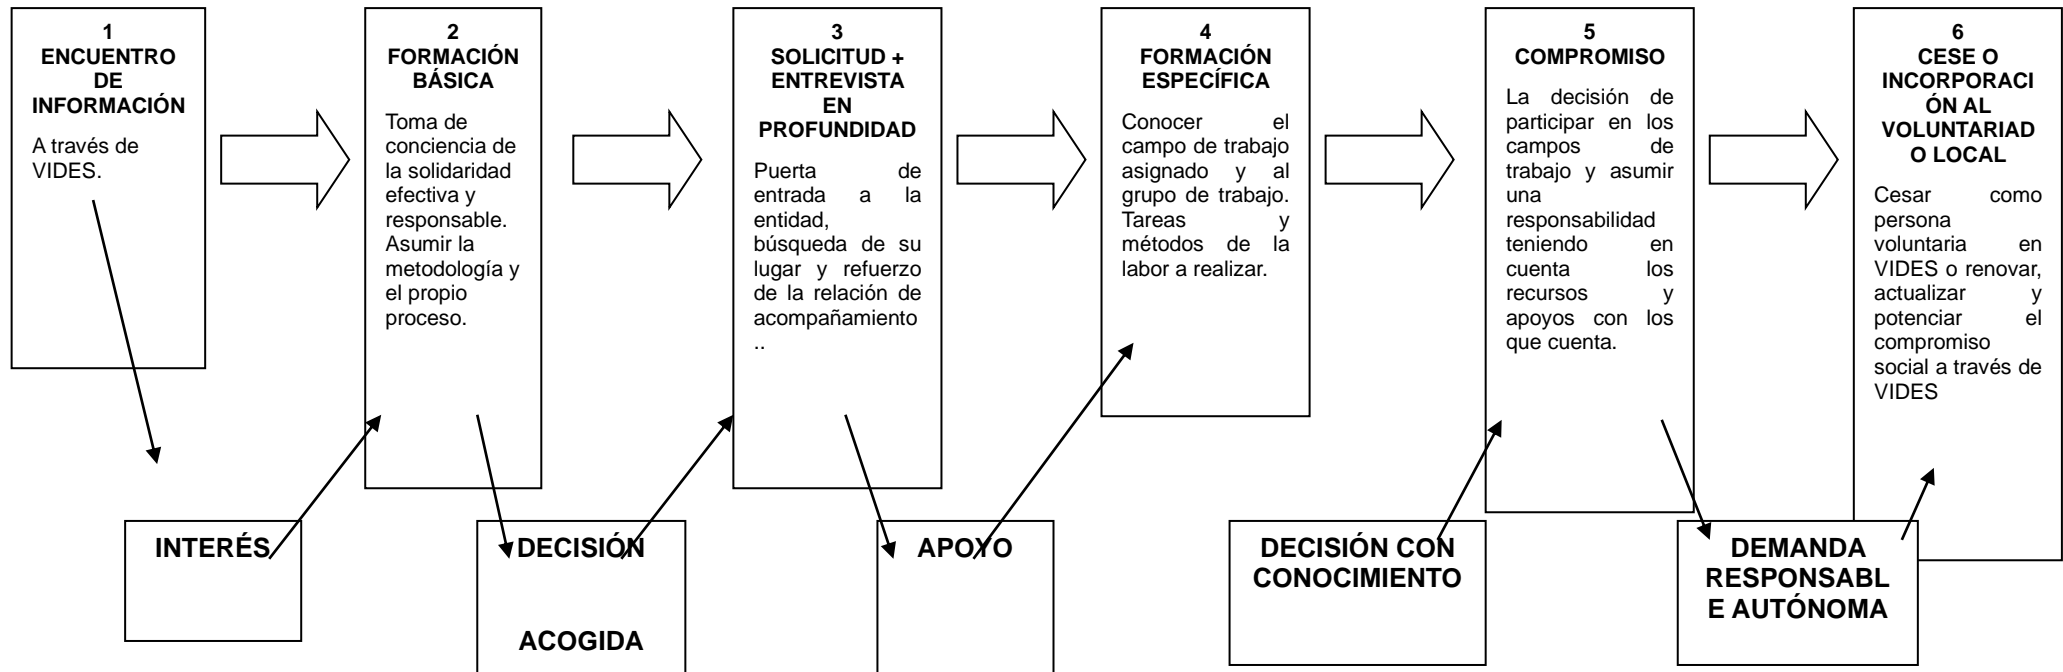 1
ENCUENTRO
DE
INFORMACIÓN
A través de
VIDES.
2
FORMACIÓN
BÁSICA
Toma de
conciencia de
la solidaridad
efectiva y
responsable.
Asumir la
metodología y
el propio
proceso.
3
SOLICITUD +
ENTREVISTA
EN
PROFUNDIDAD
Puerta de
entrada a la
entidad,
búsqueda de su
lugar y refuerzo
de la relación de
acompañamiento
..
4
FORMACIÓN
ESPECÍFICA
Conocer el
campo de trabajo
asignado y al
grupo de trabajo.
Tareas y
métodos de la
labor a realizar.
5
COMPROMISO
La decisión de
participar en los
campos de
trabajo y asumir
una
responsabilidad
teniendo en
cuenta los
recursos y
apoyos con los
que cuenta.
6
CESE O
INCORPORACI
ÓN AL
VOLUNTARIAD
O LOCAL
Cesar como
persona
voluntaria en
VIDES o renovar,
actualizar y
potenciar el
compromiso
social a través de
VIDES
INTERÉS
DECISIÓN
ACOGIDA
APOYO
DECISIÓN CON
CONOCIMIENTO
DEMANDA
RESPONSABL
E AUTÓNOMA